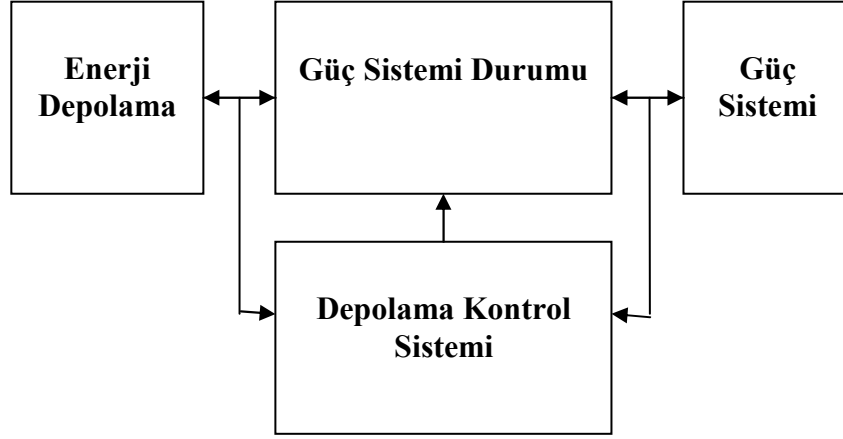 Enerji
Depolama
Güç Sistemi Durumu
Güç
Sistemi
Depolama Kontrol
Sistemi